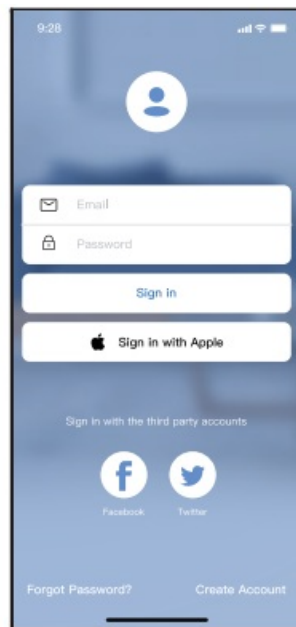 9:28
Email
Password
Sign in
Sign in with Apple
Sign in with the third party accounts
Facebook Twitter
Forgot Password? Create Account